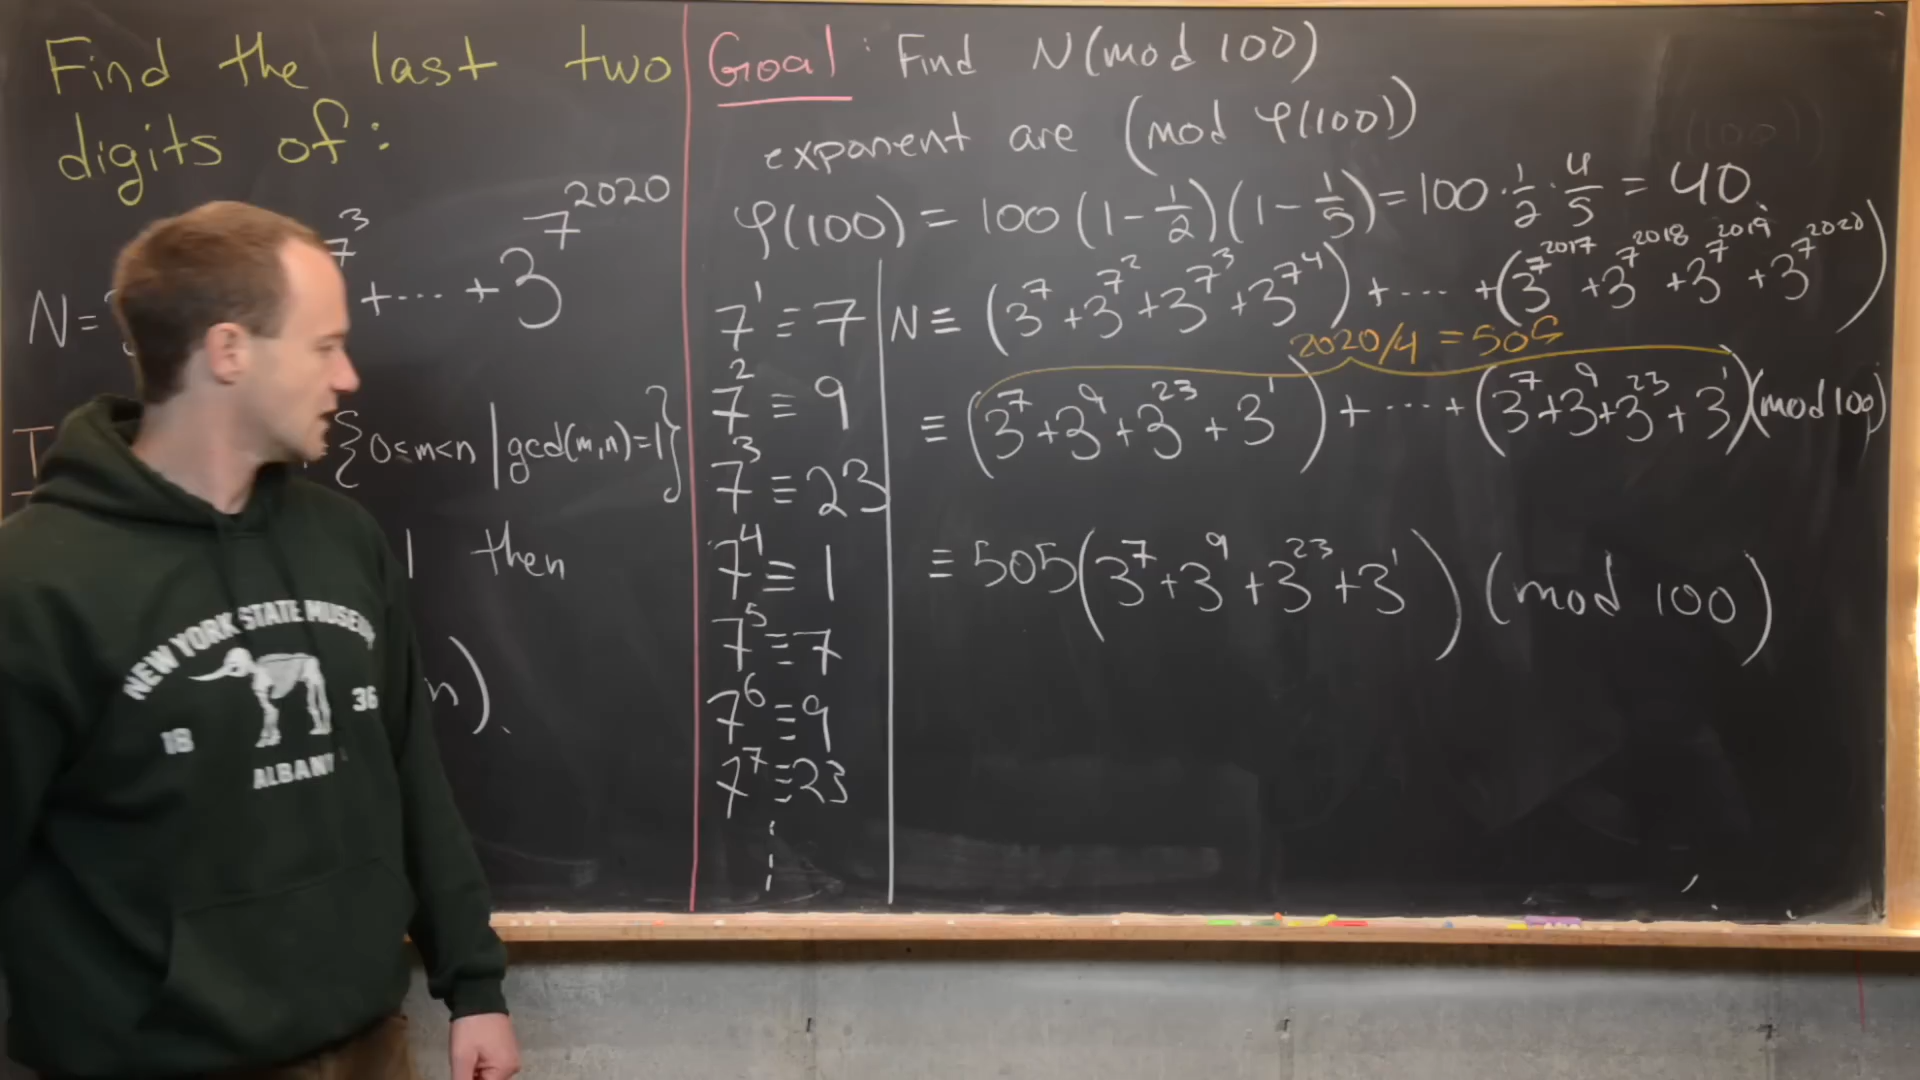 Find the last two
digits of:
N = 7^3 + ... + 3^7^2020
{0≤m<n | gcd(m,n)=1}
1 then
n).
Goal: Find N (mod 100)
exponent are (mod φ(100))
φ(100) = 100 (1-1/2)(1-1/5) = 100 · 1/2 · 4/5 = 40
7^1 ≡ 7
7^2 ≡ 9
7^3 ≡ 23
7^4 ≡ 1
7^5 ≡ 7
7^6 ≡ 9
7^7 ≡ 23
N ≡ (3^7 + 3^7^2 + 3^7^3 + 3^7^4) + ... + (3^7^2017 + 3^7^2018 + 3^7^2019 + 3^7^2020)
2020/4 = 505
≡ (3^7 + 3^9 + 3^23 + 3^1) + ... + (3^7 + 3^9 + 3^23 + 3^1) (mod 100)
≡ 505 (3^7 + 3^9 + 3^23 + 3^1) (mod 100)
NEW YORK STATE MUSEUM
18 36
ALBANY